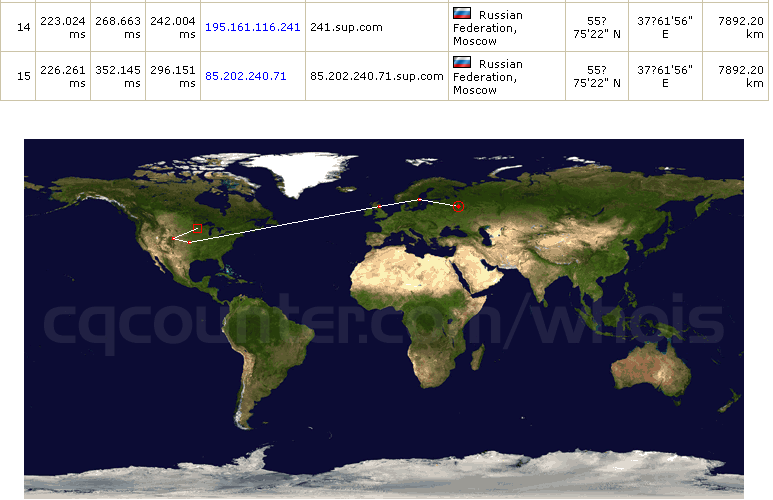 14 223.024 ms 268.663 ms 242.004 ms 195.161.116.241 241.sup.com Russian Federation, Moscow 55?75'22" N 37?61'56" E 7892.20 km
15 226.261 ms 352.145 ms 296.151 ms 85.202.240.71 85.202.240.71.sup.com Russian Federation, Moscow 55?75'22" N 37?61'56" E 7892.20 km
cqcounter.com/whois